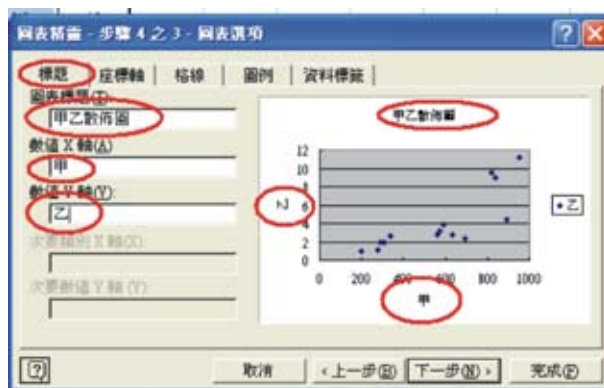 圖表精靈 - 步驟 4 之 3 - 圖表選項
標題 座標軸 格線 圖例 資料標籤
圖表標題(T):
甲乙散佈圖
數值 X 軸(A)
甲
數值 Y 軸(V):
乙
次要類別 X 軸(X):
次要數值 Y 軸(Y):
甲乙散佈圖
12
10
8
乙 6
4
2
0
0 200 400 600 800 1000
甲
乙
取消 <上一步(B) 下一步(N)> 完成(F)